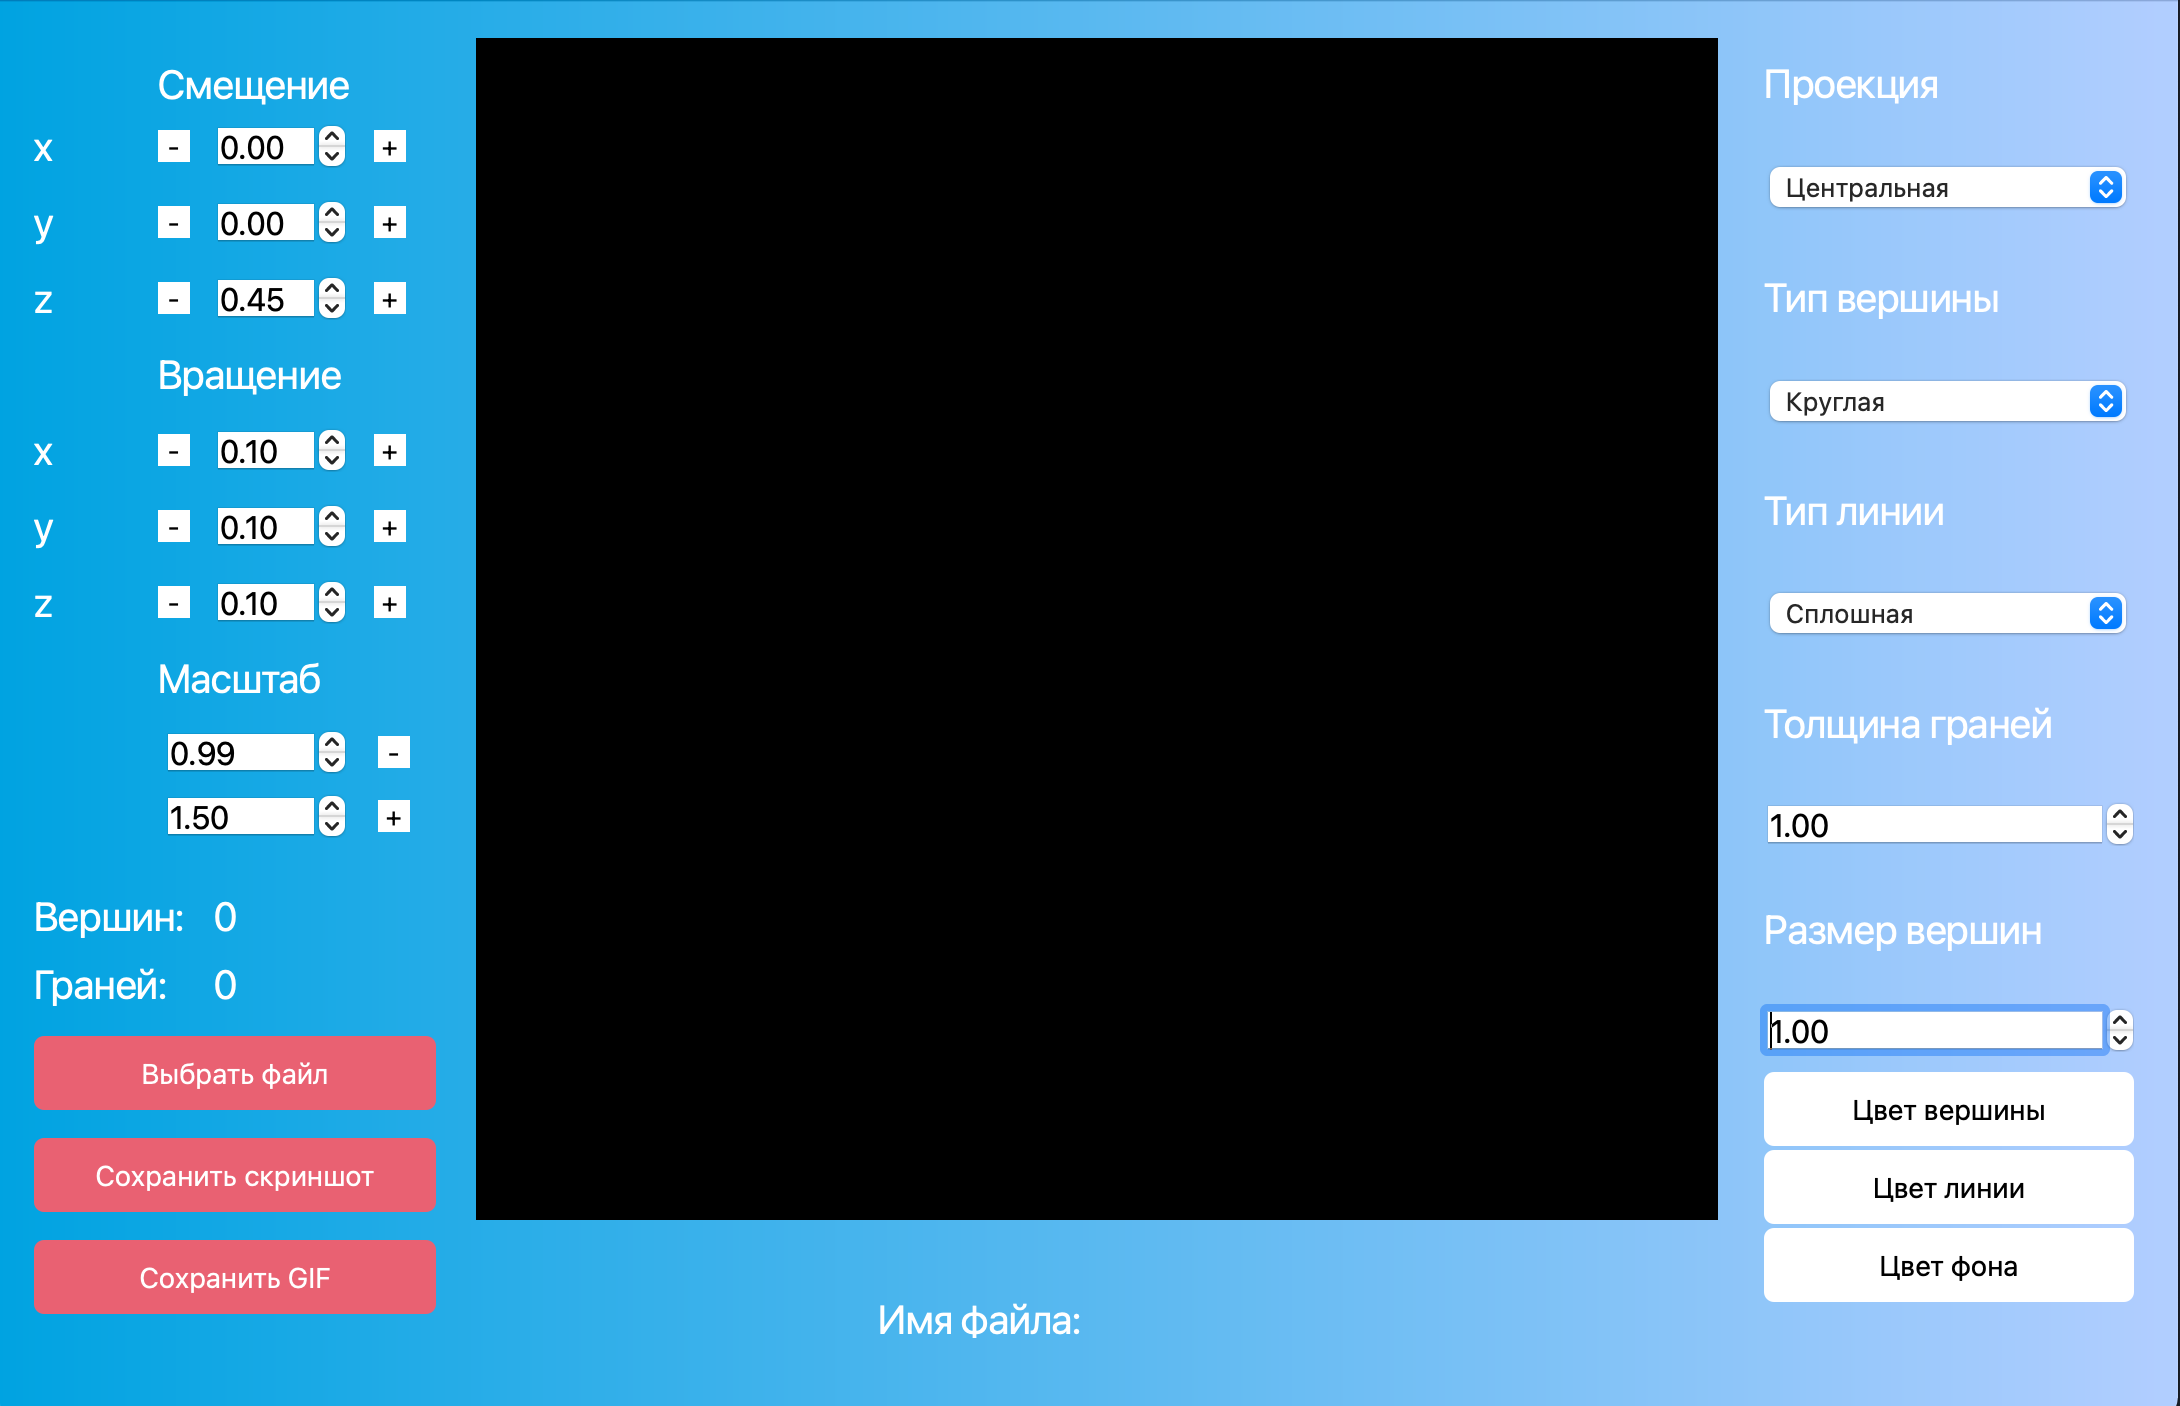 Смещение
x - 0.00 +
y - 0.00 +
z - 0.45 +
Вращение
x - 0.10 +
y - 0.10 +
z - 0.10 +
Масштаб
0.99 -
1.50 +
Вершин: 0
Граней: 0
Выбрать файл
Сохранить скриншот
Сохранить GIF
Имя файла:
Проекция
Центральная
Тип вершины
Круглая
Тип линии
Сплошная
Толщина граней
1.00
Размер вершин
1.00
Цвет вершины
Цвет линии
Цвет фона